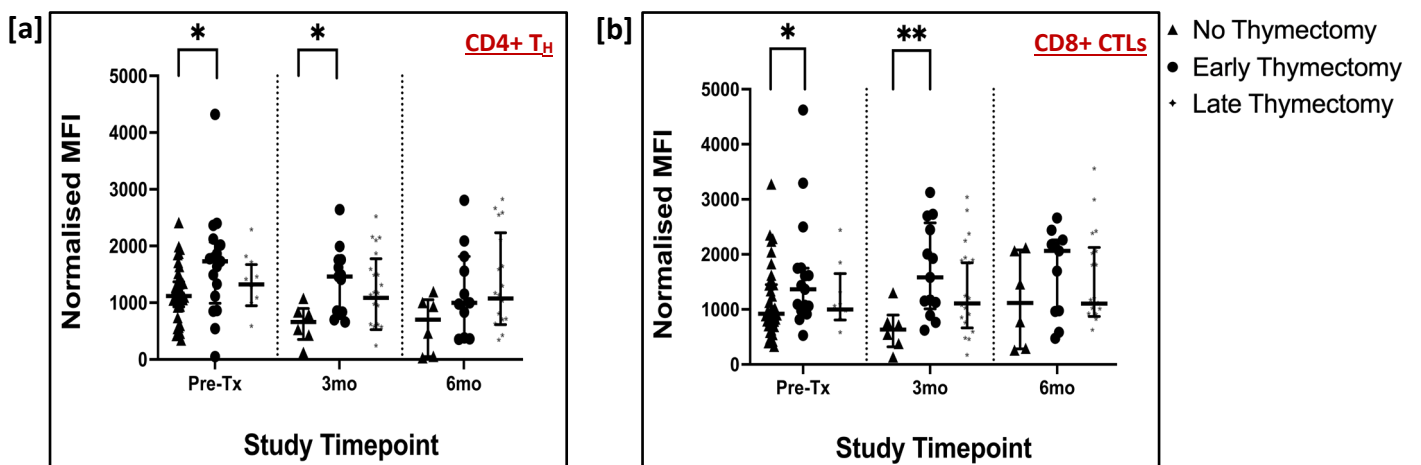 [a]
CD4+ TH
* *
Normalised MFI
5000
4000
3000
2000
1000
0
Pre-Tx 3mo 6mo
Study Timepoint
[b]
CD8+ CTLs
* **
Normalised MFI
5000
4000
3000
2000
1000
0
Pre-Tx 3mo 6mo
Study Timepoint
No Thymectomy
Early Thymectomy
Late Thymectomy